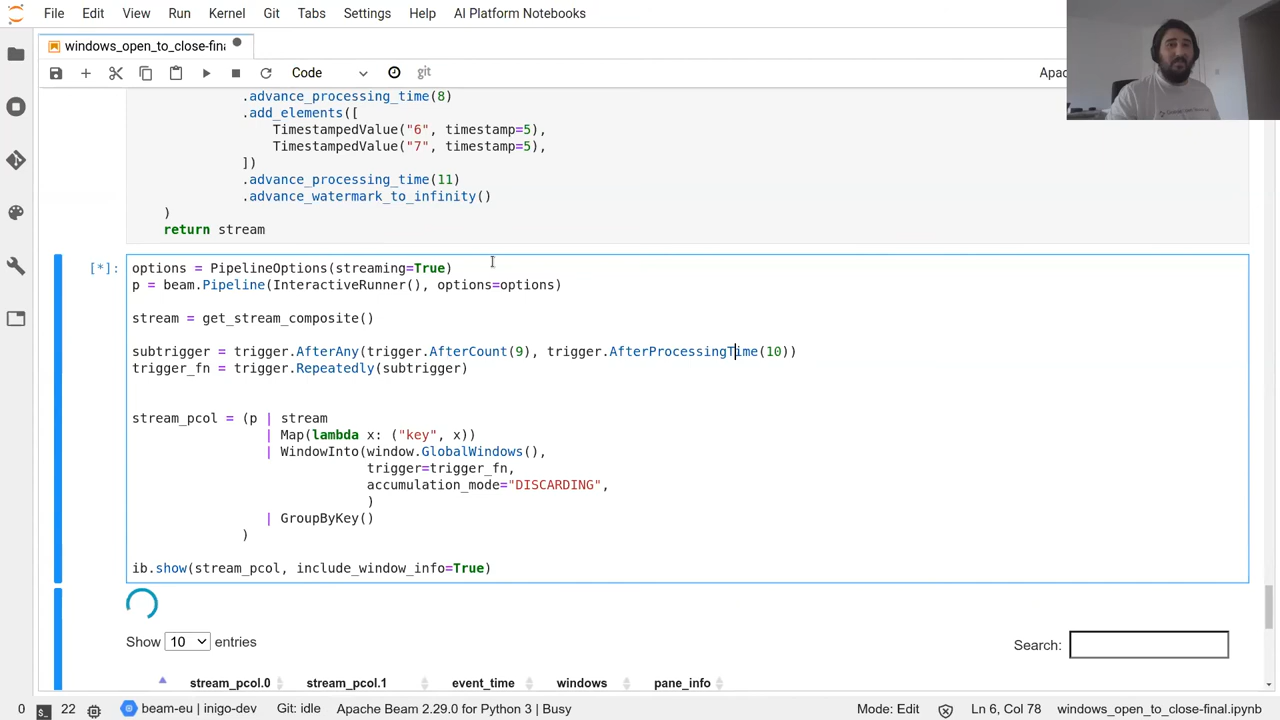 File Edit View Run Kernel Git Tabs Settings Help AI Platform Notebooks
windows_open_to_close-fina
Code git Apac
.advance_processing_time(8)
.add_elements([
TimestampedValue("6", timestamp=5),
TimestampedValue("7", timestamp=5),
])
.advance_processing_time(11)
.advance_watermark_to_infinity()
)
return stream
[*]: options = PipelineOptions(streaming=True)
p = beam.Pipeline(InteractiveRunner(), options=options)
stream = get_stream_composite()
subtrigger = trigger.AfterAny(trigger.AfterCount(9), trigger.AfterProcessingTime(10))
trigger_fn = trigger.Repeatedly(subtrigger)
stream_pcol = (p | stream
| Map(lambda x: ("key", x))
| WindowInto(window.GlobalWindows(),
trigger=trigger_fn,
accumulation_mode="DISCARDING",
)
| GroupByKey()
)
ib.show(stream_pcol, include_window_info=True)
Show 10 entries Search:
stream_pcol.0 stream_pcol.1 event_time windows pane_info
0 22 beam-eu | inigo-dev Git: idle Apache Beam 2.29.0 for Python 3 | Busy Mode: Edit Ln 6, Col 78 windows_open_to_close-final.ipynb